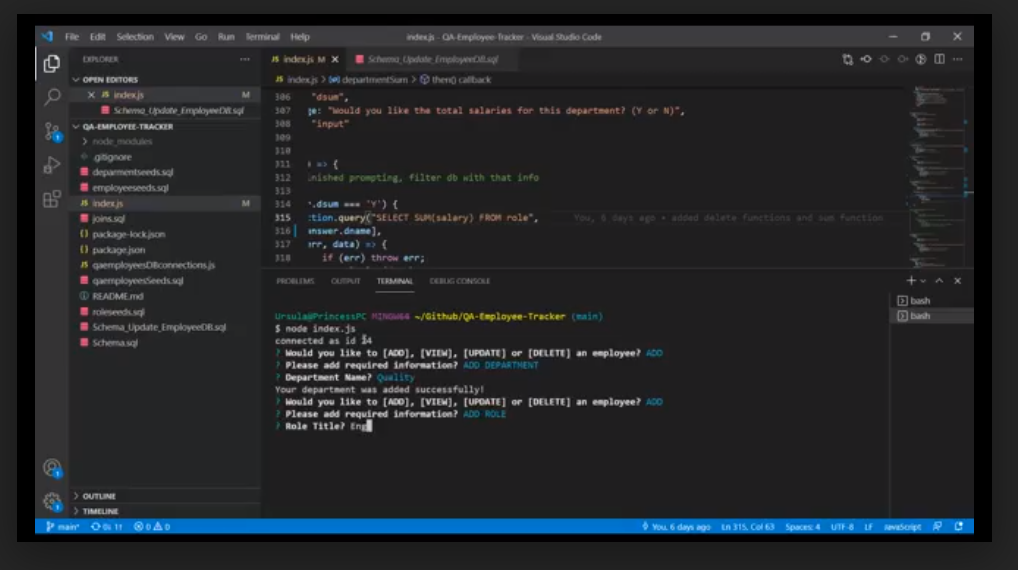 File Edit Selection View Go Run Terminal Help
index.js - QA-Employee-Tracker - Visual Studio Code
EXPLORER
OPEN EDITORS
index.js M
Schema_Update_EmployeeDB.sql
QA-EMPLOYEE-TRACKER
node_modules
.gitignore
deparmentseeds.sql
employeeseeds.sql
index.js M
joins.sql
package-lock.json
package.json
qaemployeesDBconnections.js
qaemployeesSeeds.sql
README.md
roleseeds.sql
Schema_Update_EmployeeDB.sql
Schema.sql
OUTLINE
TIMELINE
JS index.js M Schema_Update_EmployeeDB.sql
JS index.js > departmentSum > then() callback
306 "dsum",
307 ge: "Would you like the total salaries for this department? (Y or N)",
308 "input"
309
310
311 => {
312 inished prompting, filter db with that info
313
314 .dsum === 'Y') {
315 ction.query("SELECT SUM(salary) FROM role", You, 6 days ago • added delete functions and sum function
316 answer.dname],
317 err, data) => {
318 if (err) throw err;
PROBLEMS OUTPUT TERMINAL DEBUG CONSOLE
bash
bash
Ursula@PrincessPC MINGW64 ~/Github/QA-Employee-Tracker (main)
$ node index.js
connected as id 34
? Would you like to [ADD], [VIEW], [UPDATE] or [DELETE] an employee? ADD
? Please add required information? ADD DEPARTMENT
? Department Name? Quality
Your department was added successfully!
? Would you like to [ADD], [VIEW], [UPDATE] or [DELETE] an employee? ADD
? Please add required information? ADD ROLE
? Role Title? Eng
main* 0 0 You, 6 days ago Ln 315, Col 63 Spaces: 4 UTF-8 LF JavaScript